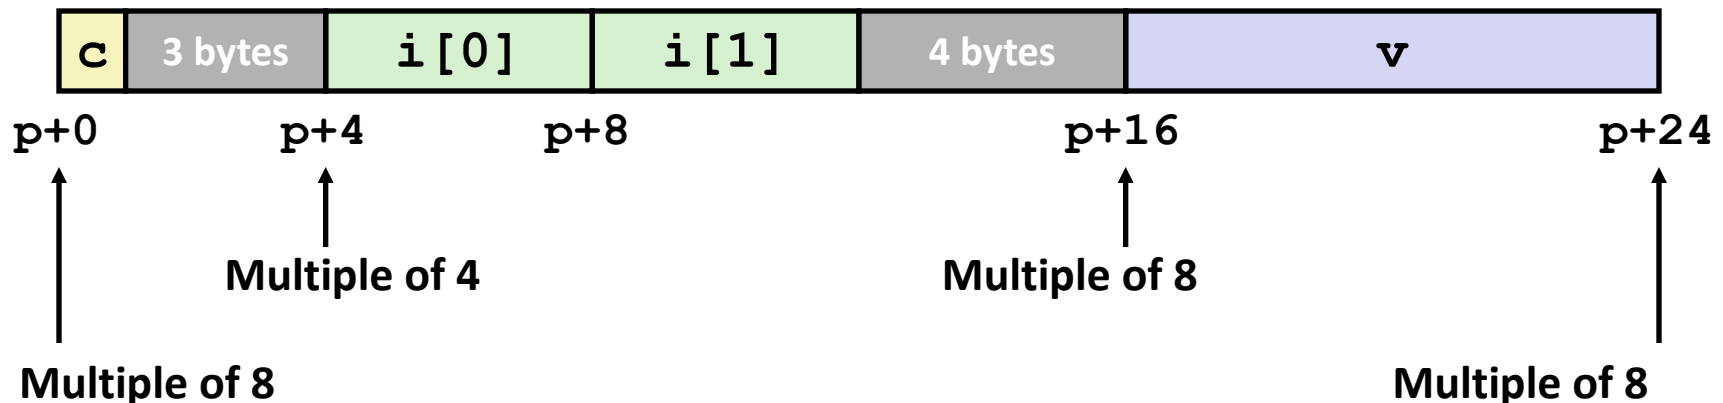 c 3 bytes i[0] i[1] 4 bytes v
p+0 p+4 p+8 p+16 p+24
Multiple of 4 Multiple of 8
Multiple of 8 Multiple of 8